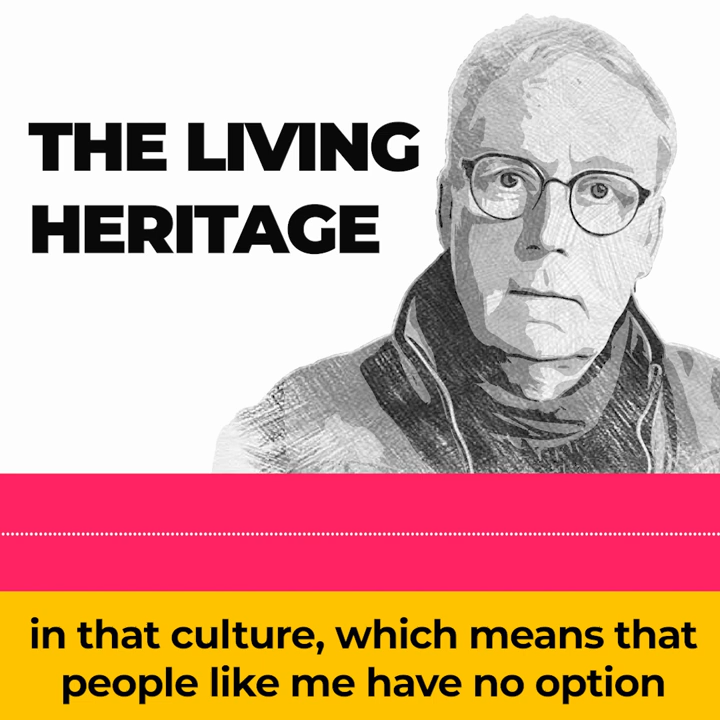 THE LIVING
HERITAGE
in that culture, which means that
people like me have no option